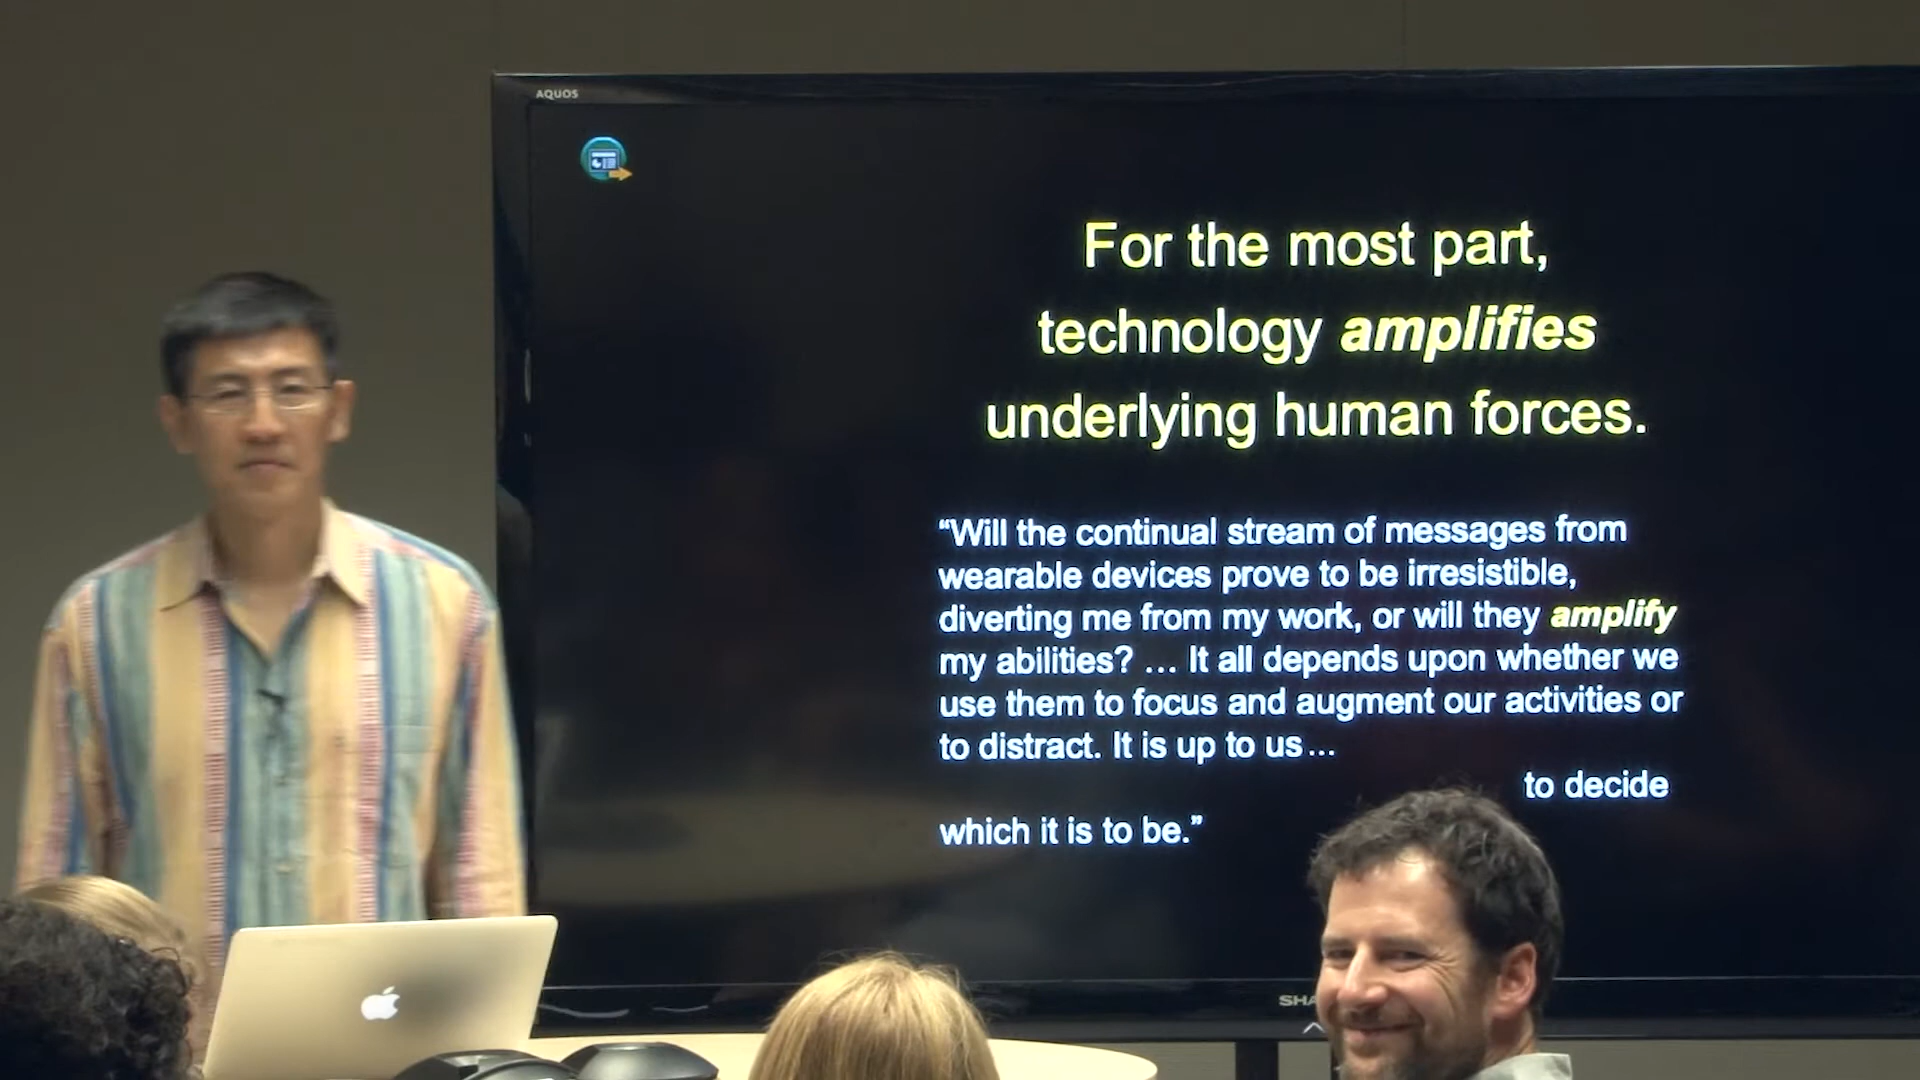 AQUOS
For the most part,
technology amplifies
underlying human forces.
“Will the continual stream of messages from
wearable devices prove to be irresistible,
diverting me from my work, or will they amplify
my abilities? … It all depends upon whether we
use them to focus and augment our activities or
to distract. It is up to us…
to decide
which it is to be.”